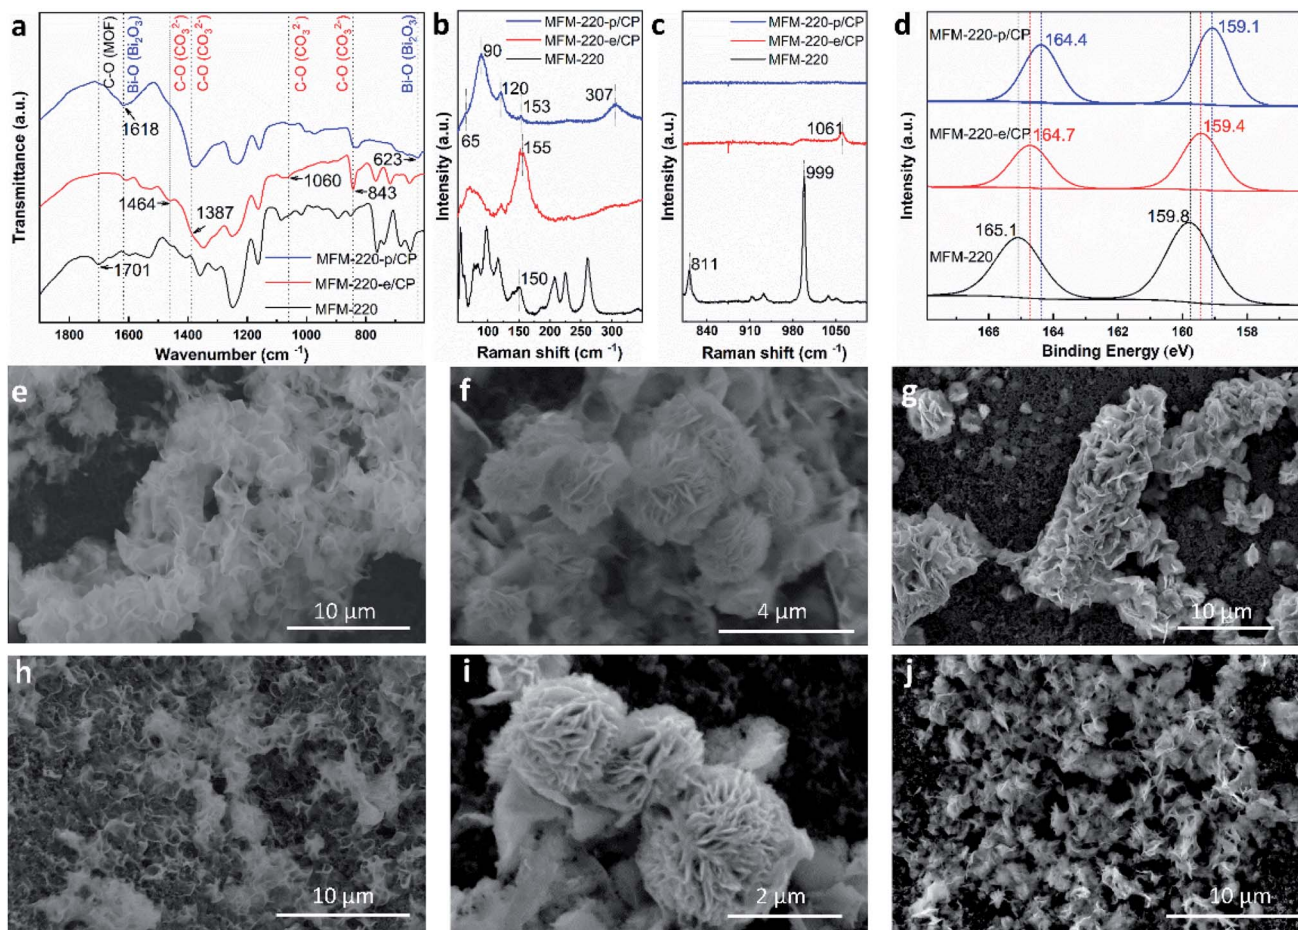 a
C-O (MOF)
Bi-O (Bi₂O₃)
C-O (CO₃²⁻)
C-O (CO₃²⁻)
C-O (CO₃²⁻)
C-O (CO₃²⁻)
Bi-O (Bi₂O₃)
1618
623
1060
843
1464
1387
1701
MFM-220-p/CP
MFM-220-e/CP
MFM-220
Transmittance (a.u.)
1800 1600 1400 1200 1000 800
Wavenumber (cm⁻¹)
b
MFM-220-p/CP
MFM-220-e/CP
MFM-220
90
120
153
307
65
155
150
Intensity (a.u.)
50 100 150 200 250 300
Raman shift (cm⁻¹)
c
MFM-220-p/CP
MFM-220-e/CP
MFM-220
1061
999
811
Intensity (a.u.)
840 910 990 1050
Raman shift (cm⁻¹)
d
MFM-220-p/CP
164.4
159.1
MFM-220-e/CP
164.7
159.4
165.1
159.8
MFM-220
Intensity (a.u.)
166 164 162 160 158
Binding Energy (eV)
e
10 µm
f
4 µm
g
10 µm
h
10 µm
i
2 µm
j
10 µm